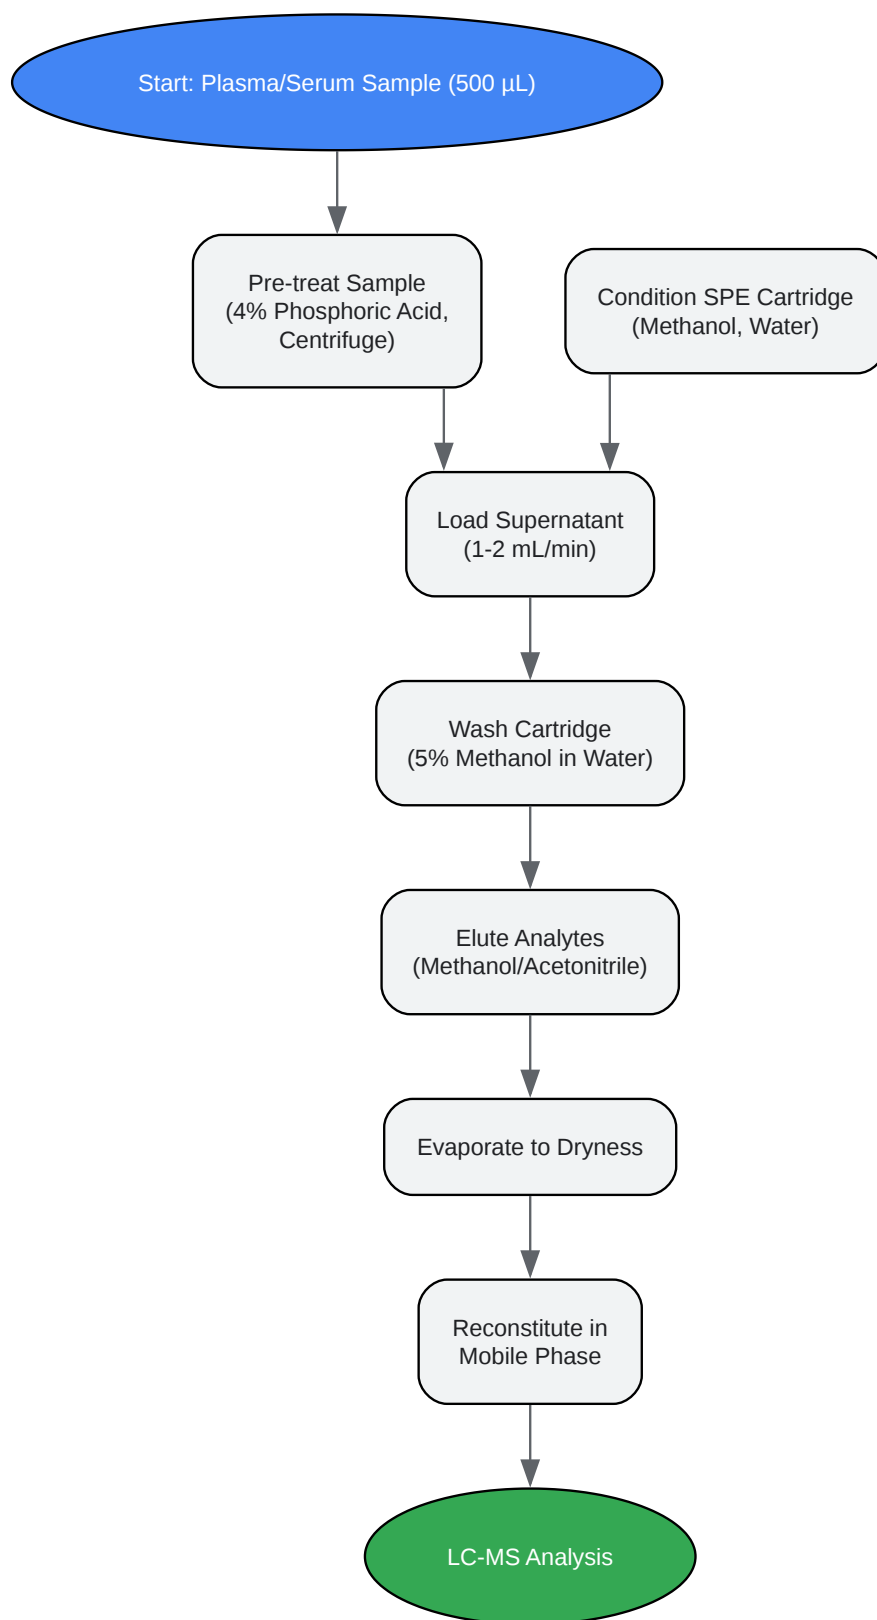 Start: Plasma/Serum Sample (500 µL)
Pre-treat Sample
(4% Phosphoric Acid,
Centrifuge)
Condition SPE Cartridge
(Methanol, Water)
Load Supernatant
(1-2 mL/min)
Wash Cartridge
(5% Methanol in Water)
Elute Analytes
(Methanol/Acetonitrile)
Evaporate to Dryness
Reconstitute in
Mobile Phase
LC-MS Analysis